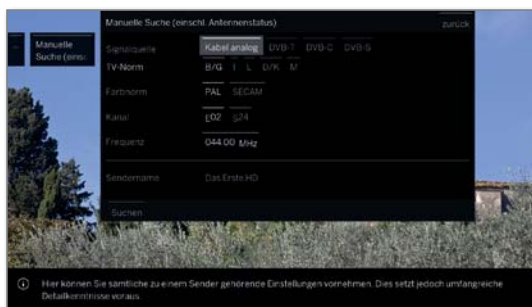 Manuelle Suche (einschl. Antennenstatus)
zurück
Manuelle
Suche (eins
Signalquelle Kabel analog DVB-T DVB-C DVB-S
TV-Norm B/G I L D/K M
Farbnorm PAL SECAM
Kanal E02 S24
Frequenz 044.00 MHz
Sendername Das Erste HD
Suchen
Hier können Sie sämtliche zu einem Sender gehörende Einstellungen vornehmen. Dies setzt jedoch umfangreiche
Detailkenntnisse voraus.